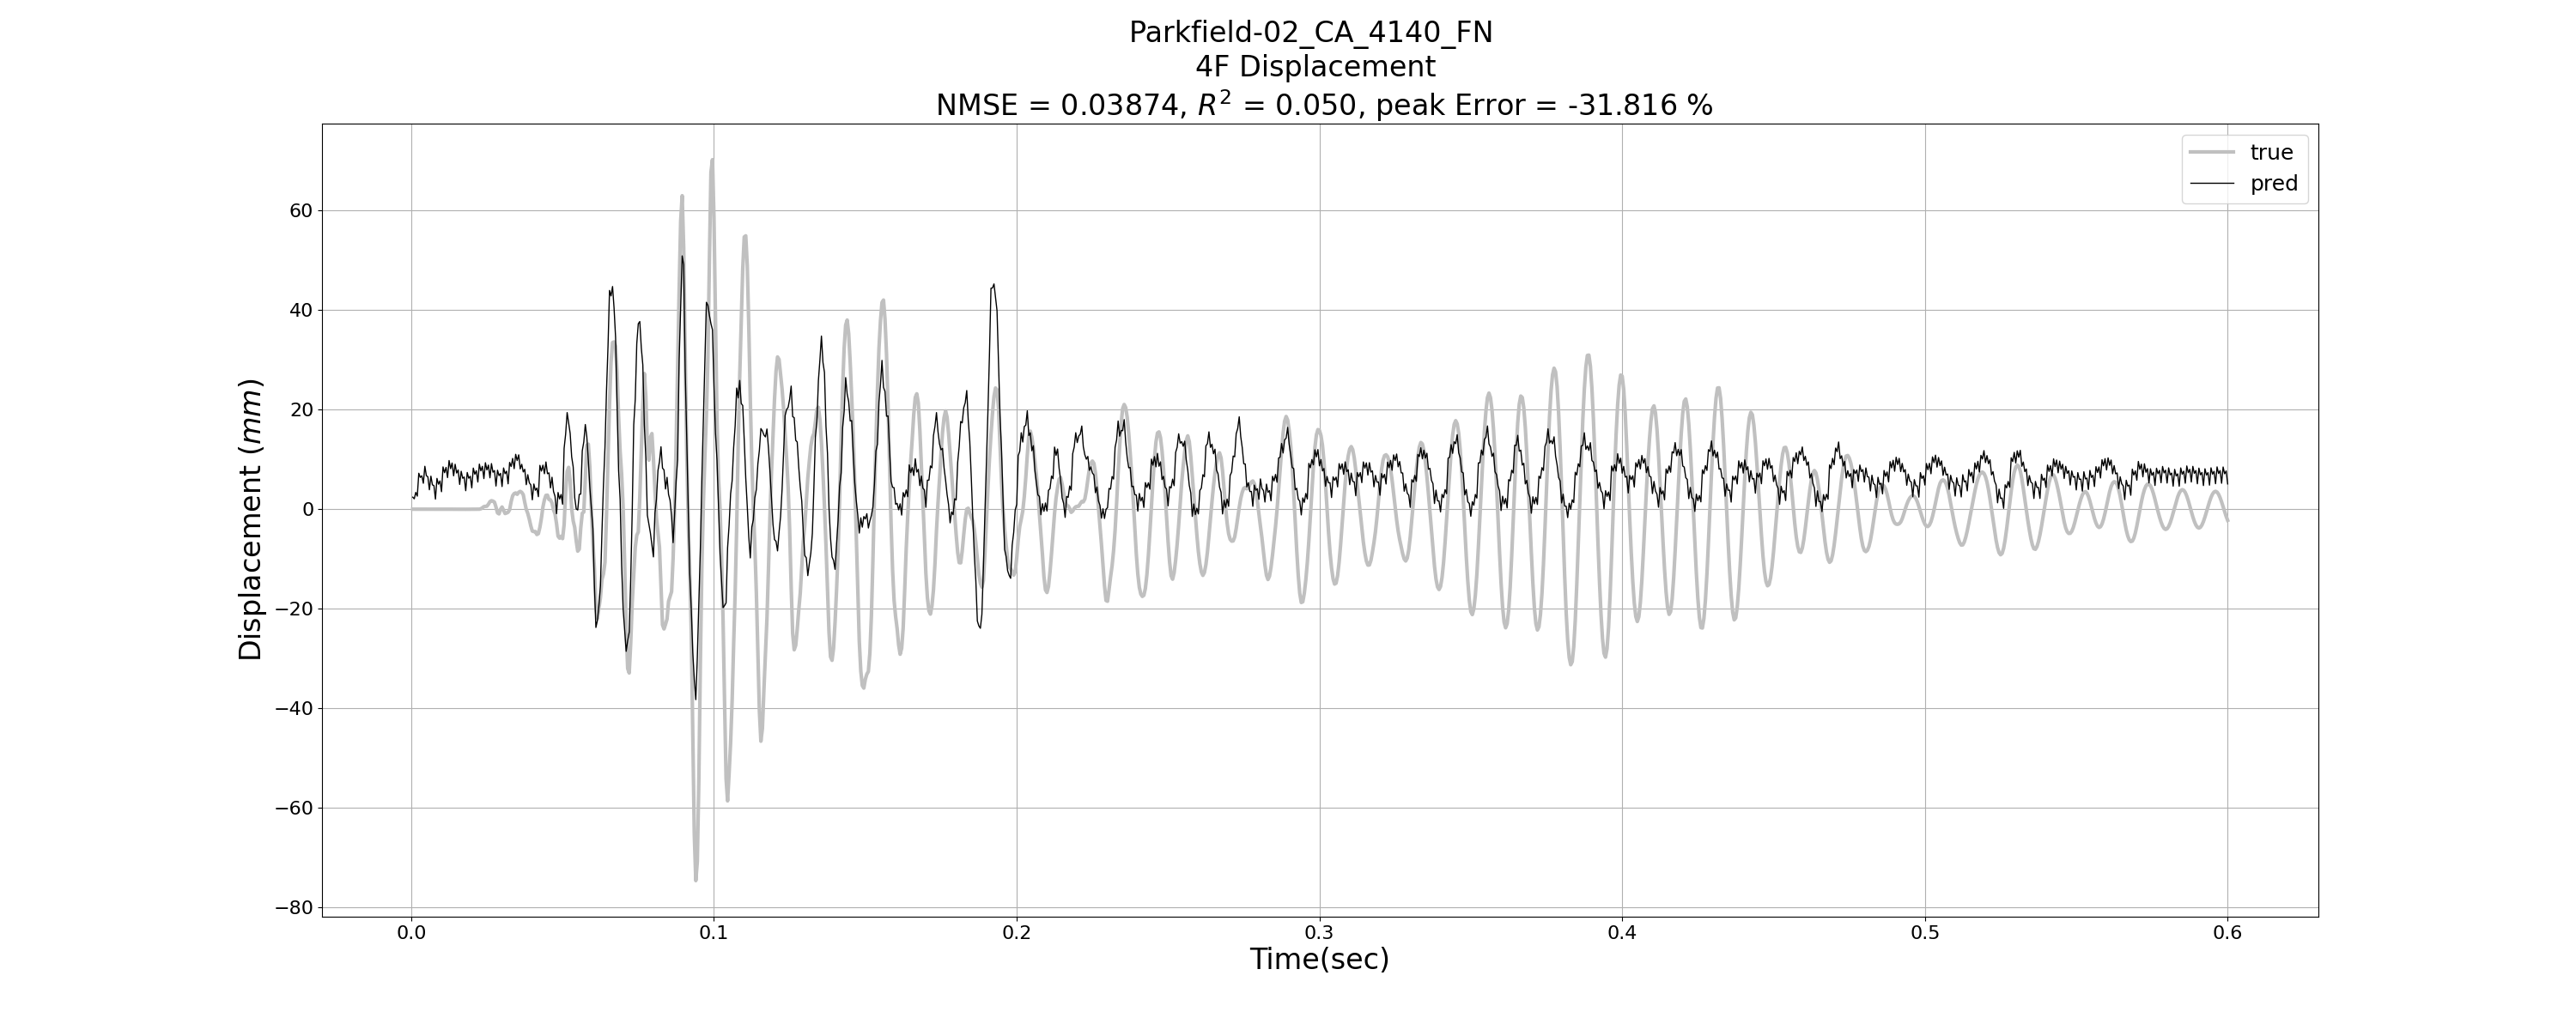 Parkfield-02_CA_4140_FN
4F Displacement
NMSE = 0.03874, R² = 0.050, peak Error = -31.816 %
true
pred
Displacement (mm)
60
40
20
0
−20
−40
−60
−80
0.0 0.1 0.2 0.3 0.4 0.5 0.6
Time(sec)